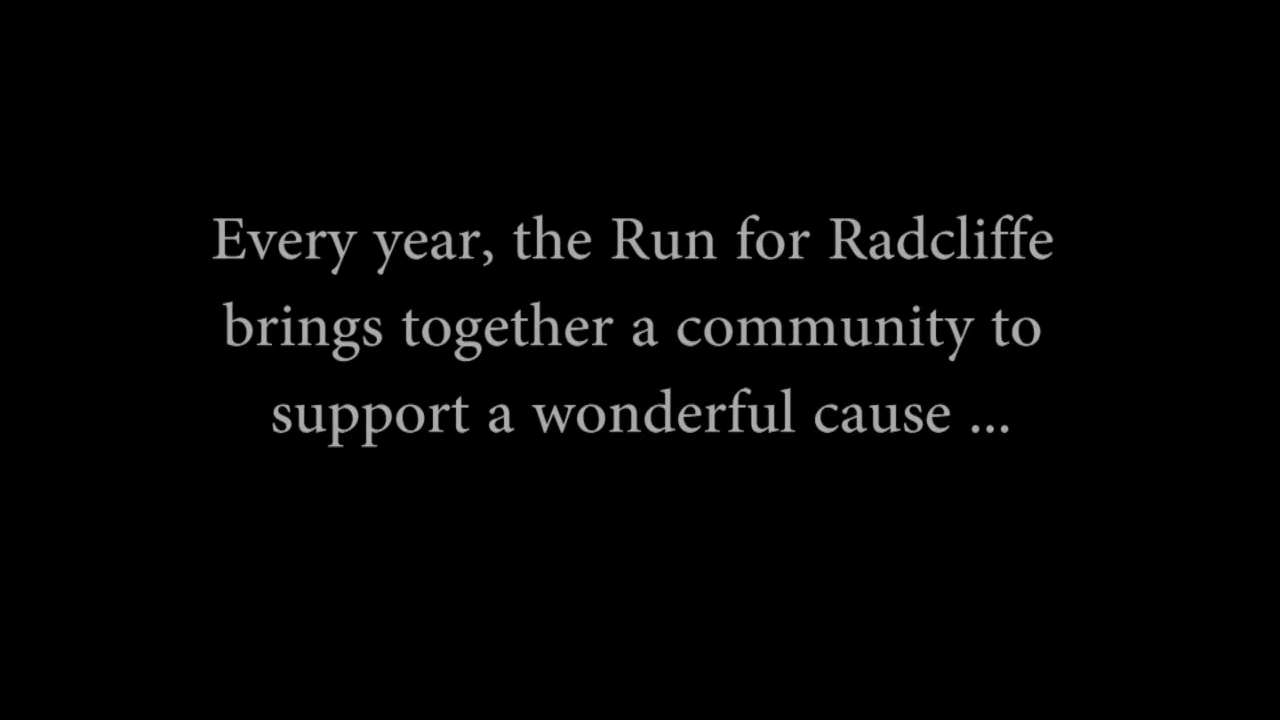 Every year, the Run for Radcliffe
brings together a community to
support a wonderful cause ...